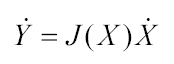 Ẏ = J(X)Ẋ